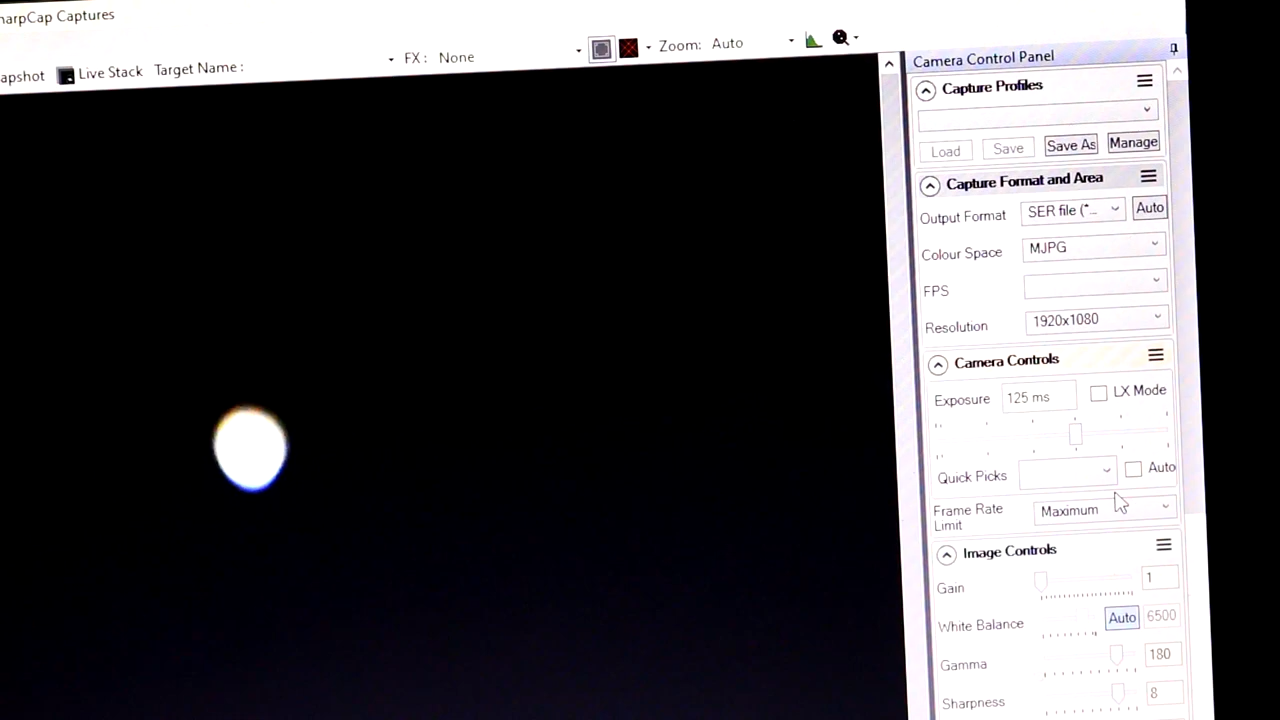 harpCap Captures
apshot Live Stack Target Name : FX : None Zoom: Auto
Camera Control Panel
Capture Profiles
Load Save Save As Manage
Capture Format and Area
Output Format SER file (*... Auto
Colour Space MJPG
FPS
Resolution 1920x1080
Camera Controls
Exposure 125 ms LX Mode
Quick Picks Auto
Frame Rate Limit Maximum
Image Controls
Gain 1
White Balance Auto 6500
Gamma 180
Sharpness 8